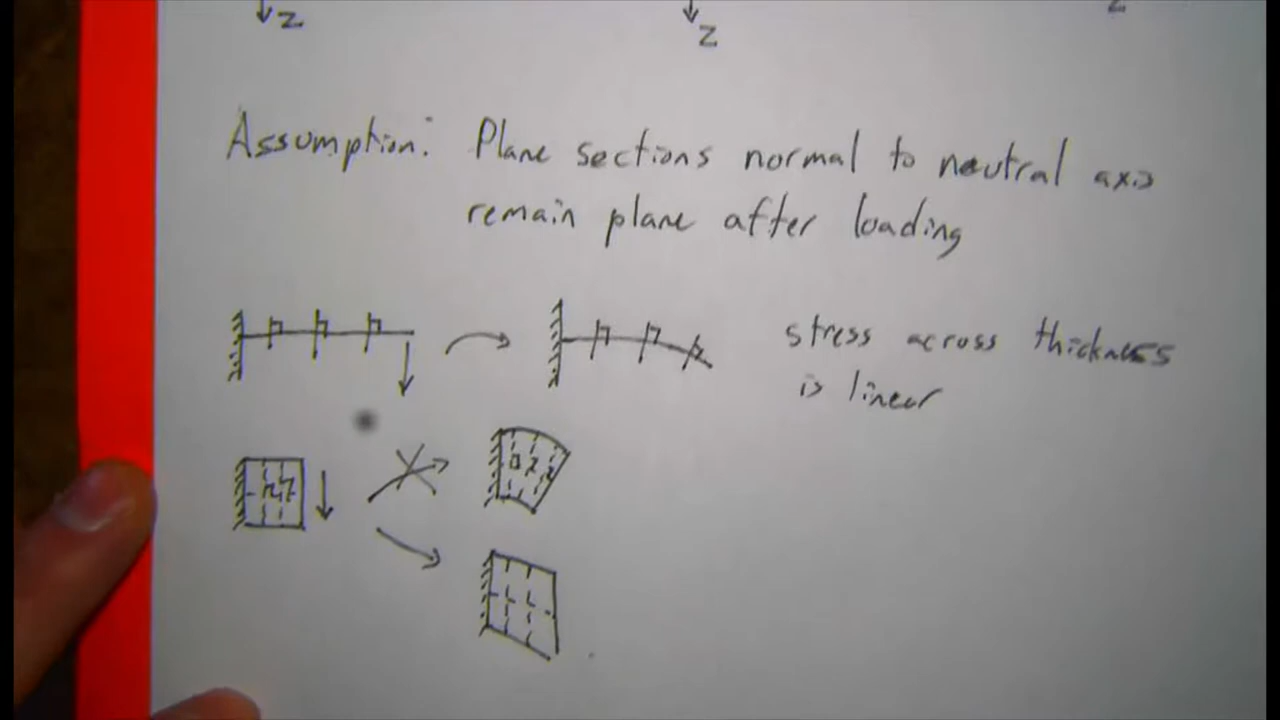 z
z
z
Assumption: Plane sections normal to neutral axis
remain plane after loading
stress across thickness
is linear